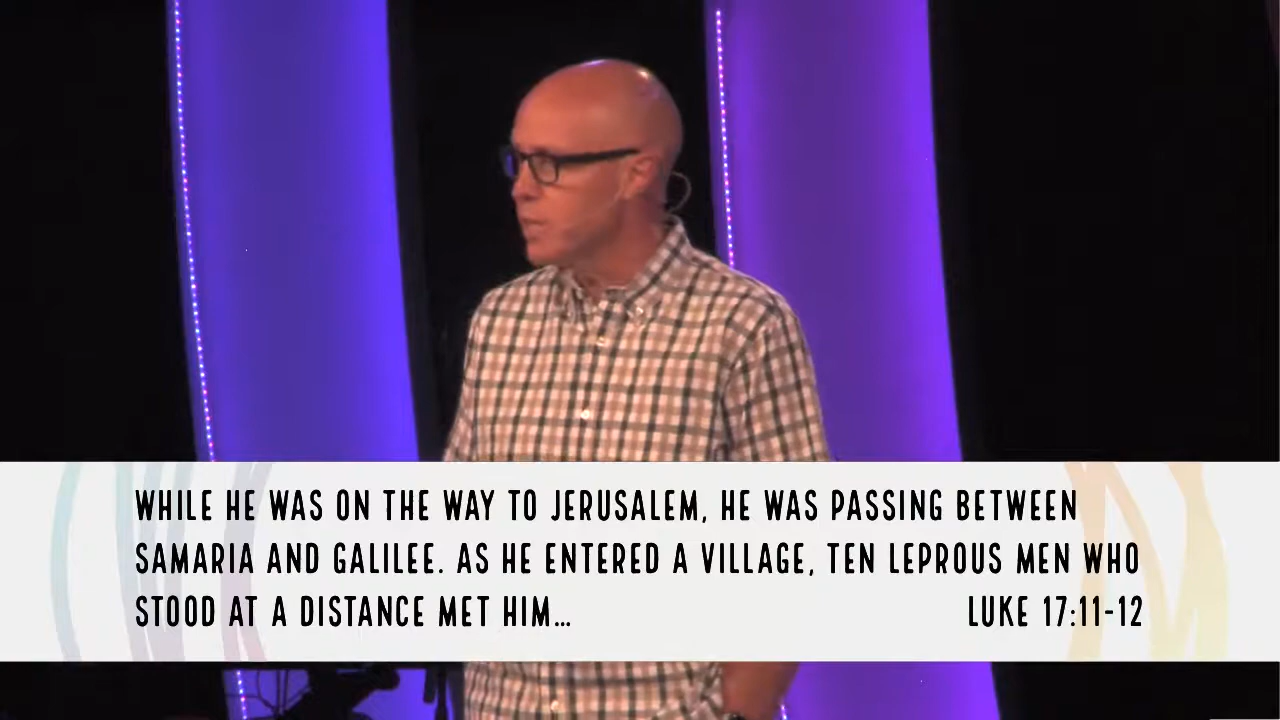 WHILE HE WAS ON THE WAY TO JERUSALEM, HE WAS PASSING BETWEEN
SAMARIA AND GALILEE. AS HE ENTERED A VILLAGE, TEN LEPROUS MEN WHO
STOOD AT A DISTANCE MET HIM... LUKE 17:11-12